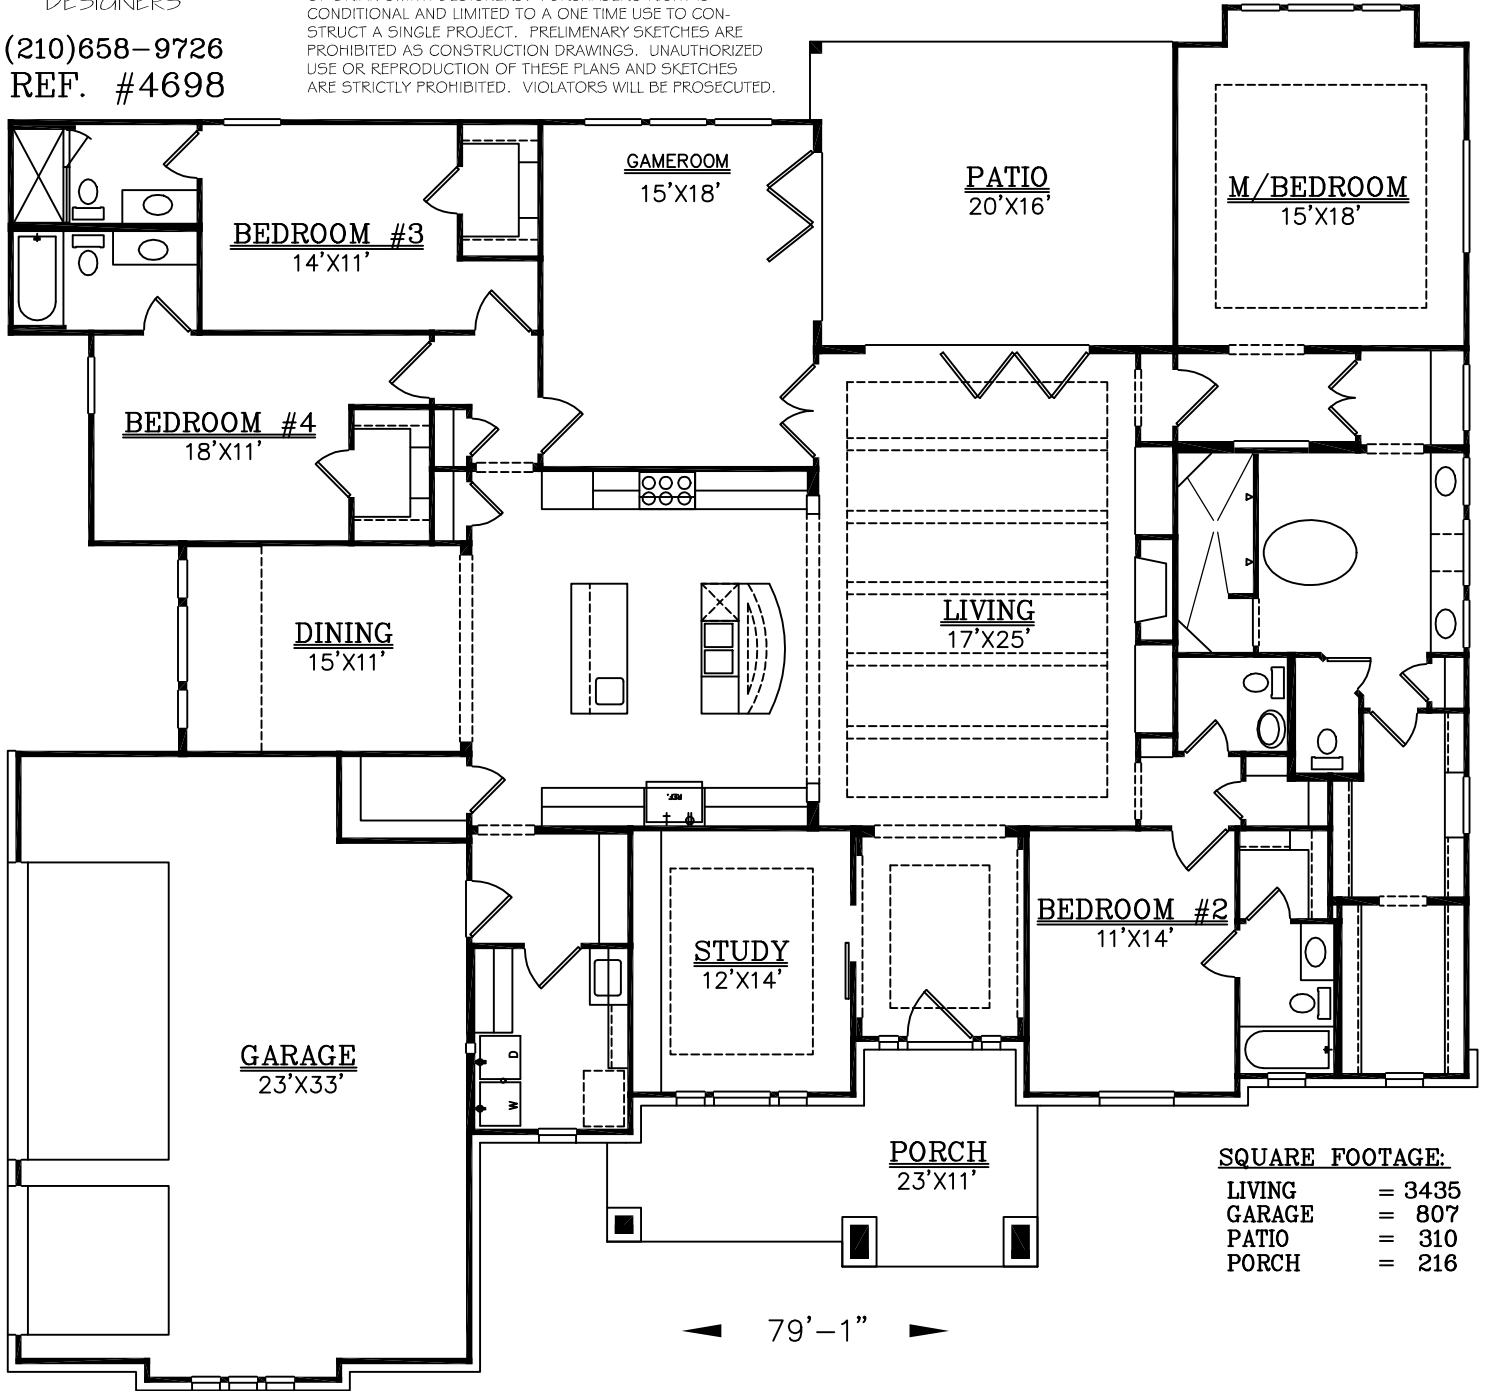 DESIGNERS
(210)658-9726
REF. #4698
CONDITIONAL AND LIMITED TO A ONE TIME USE TO CON-
STRUCT A SINGLE PROJECT. PRELIMENARY SKETCHES ARE
PROHIBITED AS CONSTRUCTION DRAWINGS. UNAUTHORIZED
USE OR REPRODUCTION OF THESE PLANS AND SKETCHES
ARE STRICTLY PROHIBITED. VIOLATORS WILL BE PROSECUTED.
GAMEROOM
15'X18'
PATIO
20'X16'
M/BEDROOM
15'X18'
BEDROOM #3
14'X11'
BEDROOM #4
18'X11'
DINING
15'X11'
LIVING
17'X25'
REF.
BEDROOM #2
11'X14'
STUDY
12'X14'
GARAGE
23'X33'
D
W
PORCH
23'X11'
SQUARE FOOTAGE:
LIVING = 3435
GARAGE = 807
PATIO = 310
PORCH = 216
79'-1"